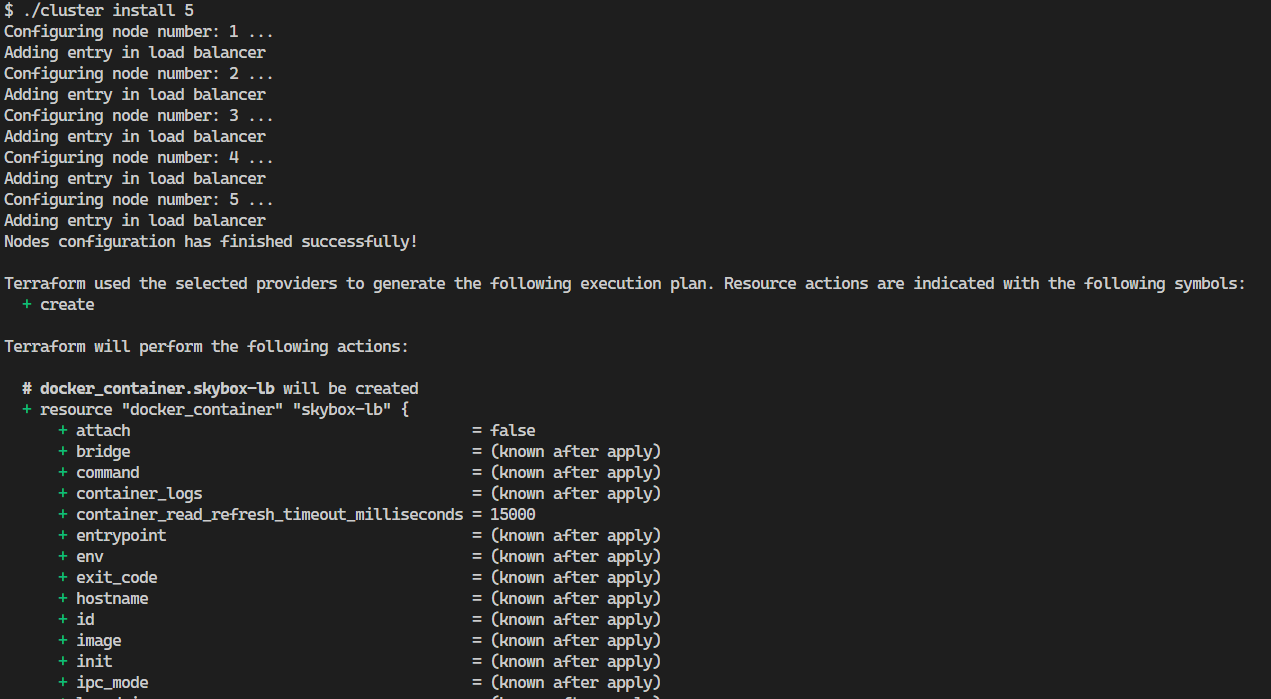 $ ./cluster install 5
Configuring node number: 1 ...
Adding entry in load balancer
Configuring node number: 2 ...
Adding entry in load balancer
Configuring node number: 3 ...
Adding entry in load balancer
Configuring node number: 4 ...
Adding entry in load balancer
Configuring node number: 5 ...
Adding entry in load balancer
Nodes configuration has finished successfully!
Terraform used the selected providers to generate the following execution plan. Resource actions are indicated with the following symbols:
+ create
Terraform will perform the following actions:
# docker_container.skybox-lb will be created
+ resource "docker_container" "skybox-lb" {
+ attach = false
+ bridge = (known after apply)
+ command = (known after apply)
+ container_logs = (known after apply)
+ container_read_refresh_timeout_milliseconds = 15000
+ entrypoint = (known after apply)
+ env = (known after apply)
+ exit_code = (known after apply)
+ hostname = (known after apply)
+ id = (known after apply)
+ image = (known after apply)
+ init = (known after apply)
+ ipc_mode = (known after apply)